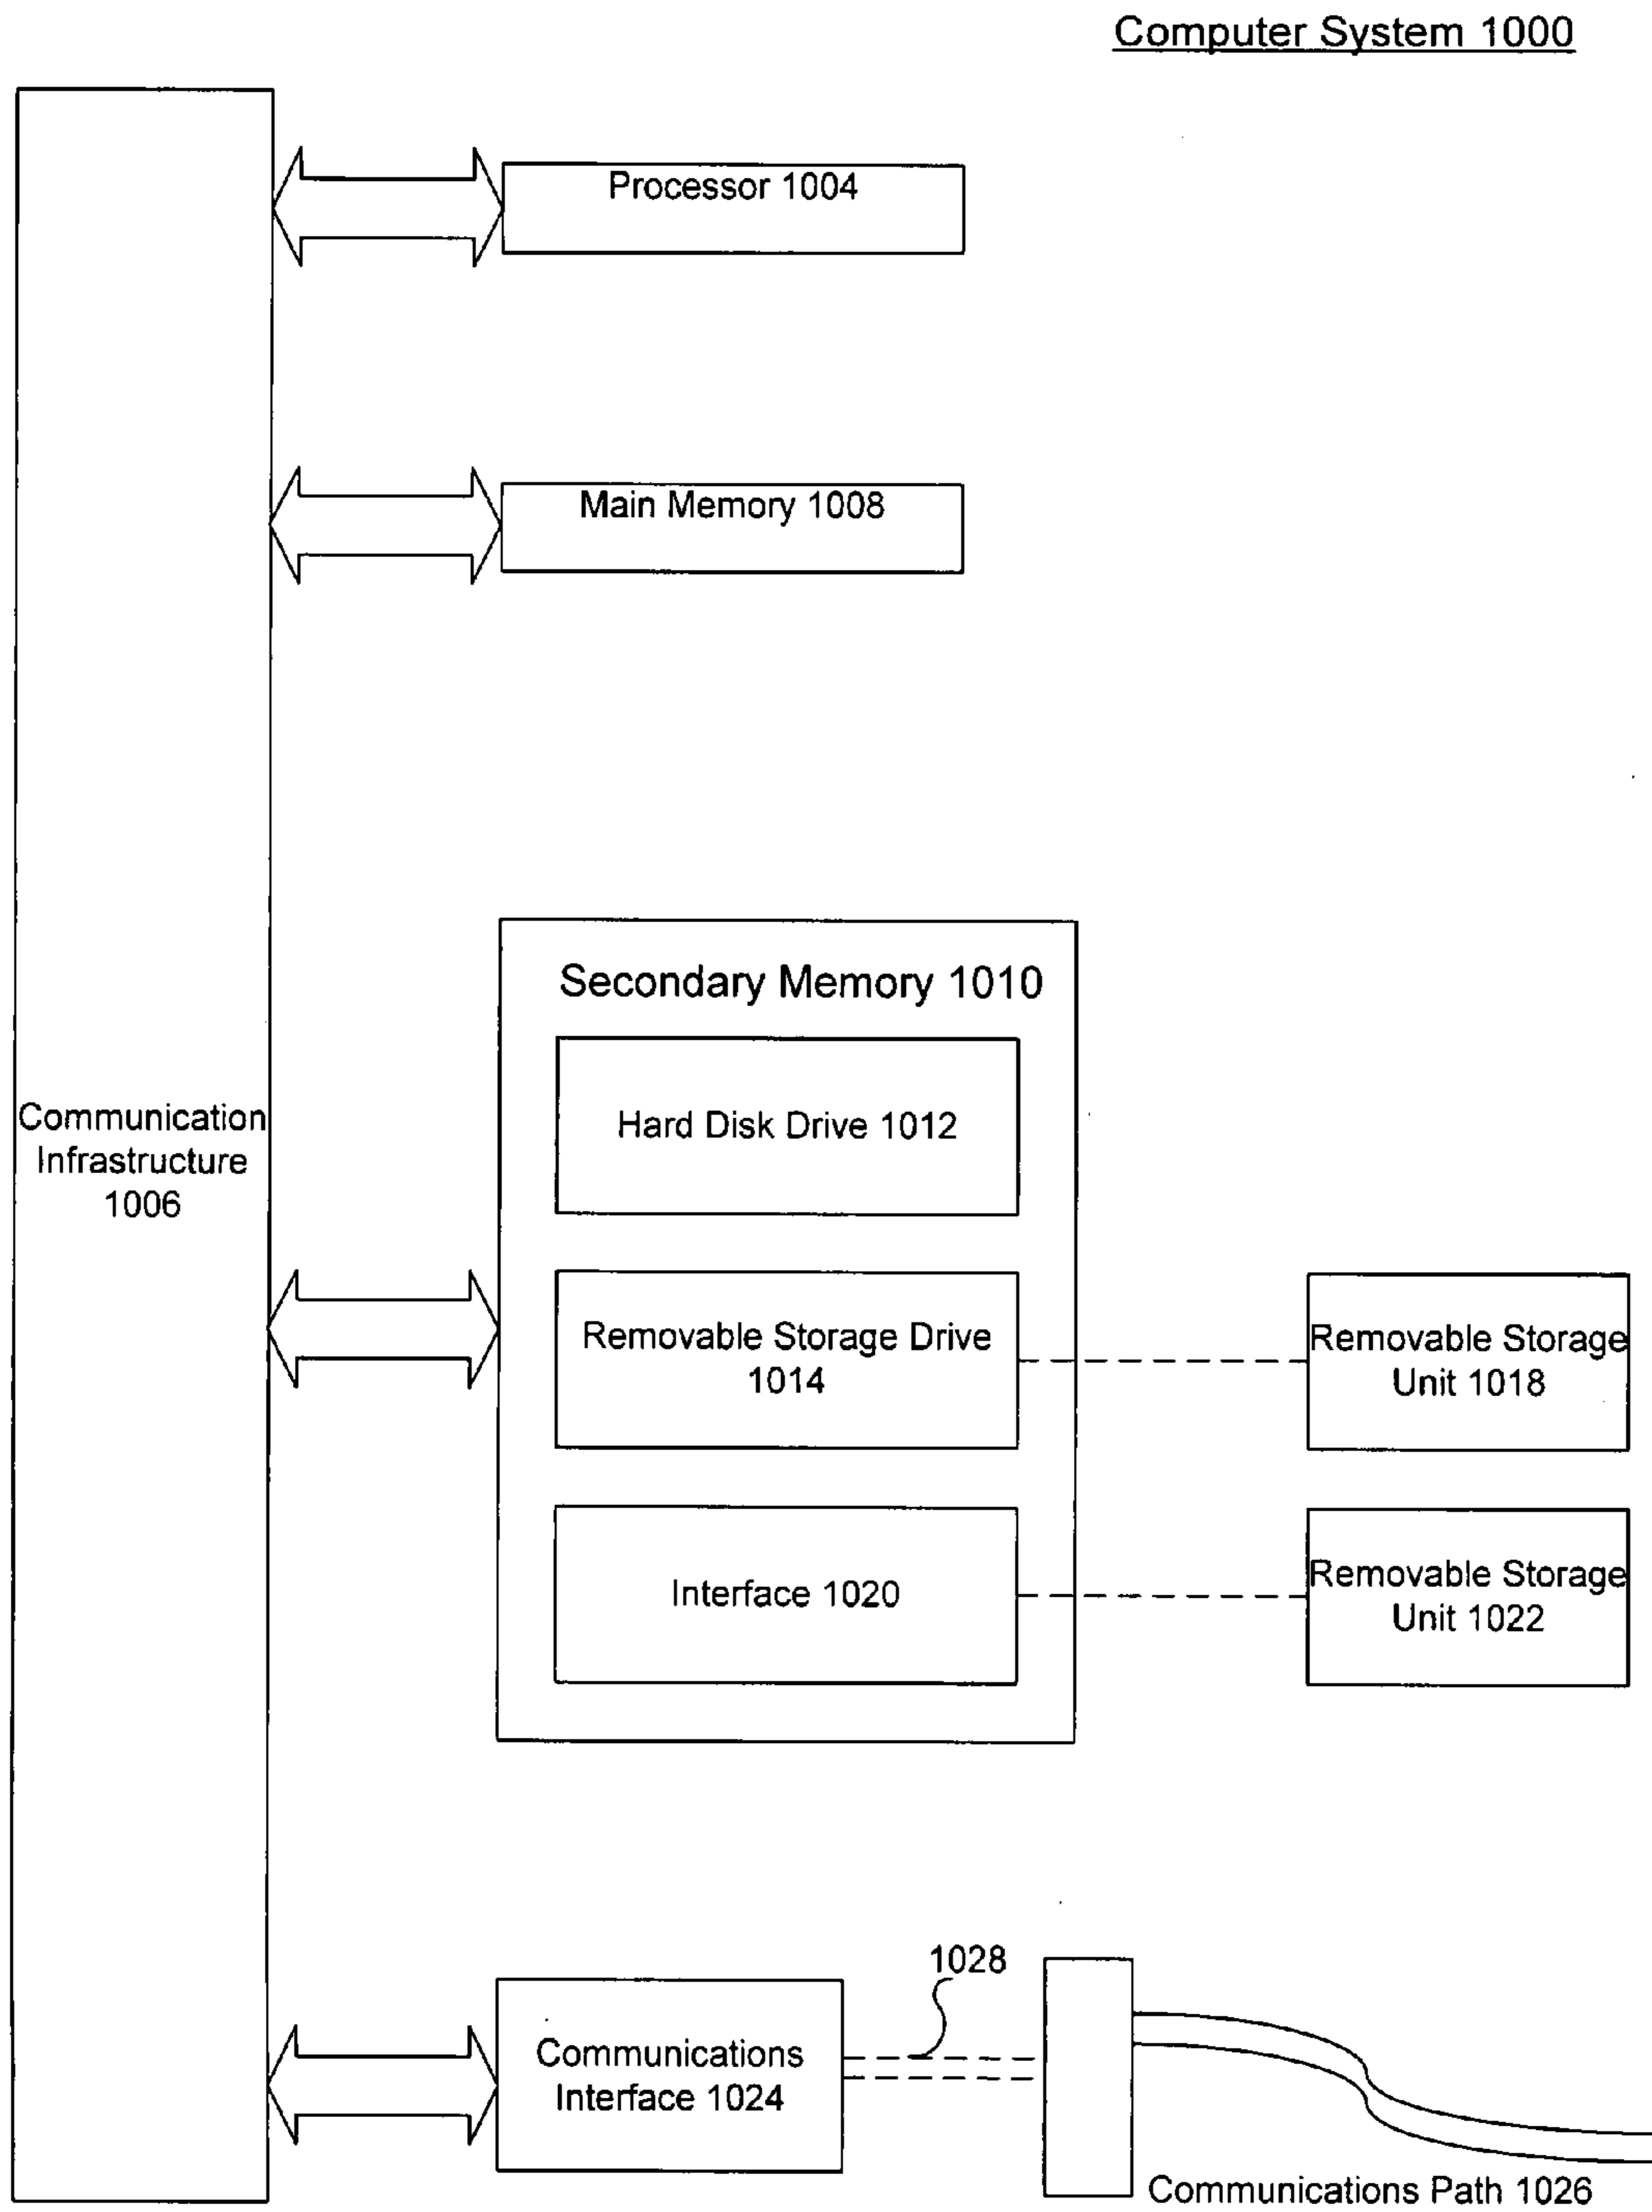 Computer System 1000
Processor 1004
Main Memory 1008
Secondary Memory 1010
Hard Disk Drive 1012
Communication
Infrastructure
1006
Removable Storage Drive
1014
Removable Storage
Unit 1018
Interface 1020
Removable Storage
Unit 1022
1028
Communications
Interface 1024
Communications Path 1026